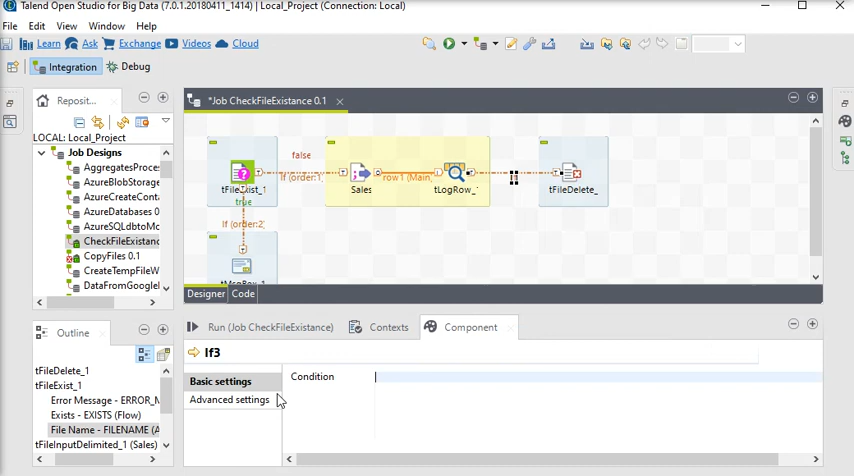 Talend Open Studio for Big Data (7.0.1.20180411_1414) | Local_Project (Connection: Local)
File Edit View Window Help
Learn Ask Exchange Videos Cloud
Integration Debug
Reposit...
LOCAL: Local_Project
Job Designs
AggregatesProce
AzureBlobStorage
AzureCreateConta
AzureDatabases 0
AzureSQLdbtoMo
CheckFileExistanc
CopyFiles 0.1
CreateTempFileW
DataFromGoogleI
*Job CheckFileExistance 0.1
false
tFileExist_1
If (order:1)
Sales
row1 (Main)
tLogRow_1
tFileDelete_
true
If (order:2)
tMsgBox_1
Designer Code
Outline
tFileDelete_1
tFileExist_1
Error Message - ERROR_M
Exists - EXISTS (Flow)
File Name - FILENAME (A
tFileInputDelimited_1 (Sales)
Run (Job CheckFileExistance) Contexts Component
If3
Basic settings
Advanced settings
Condition